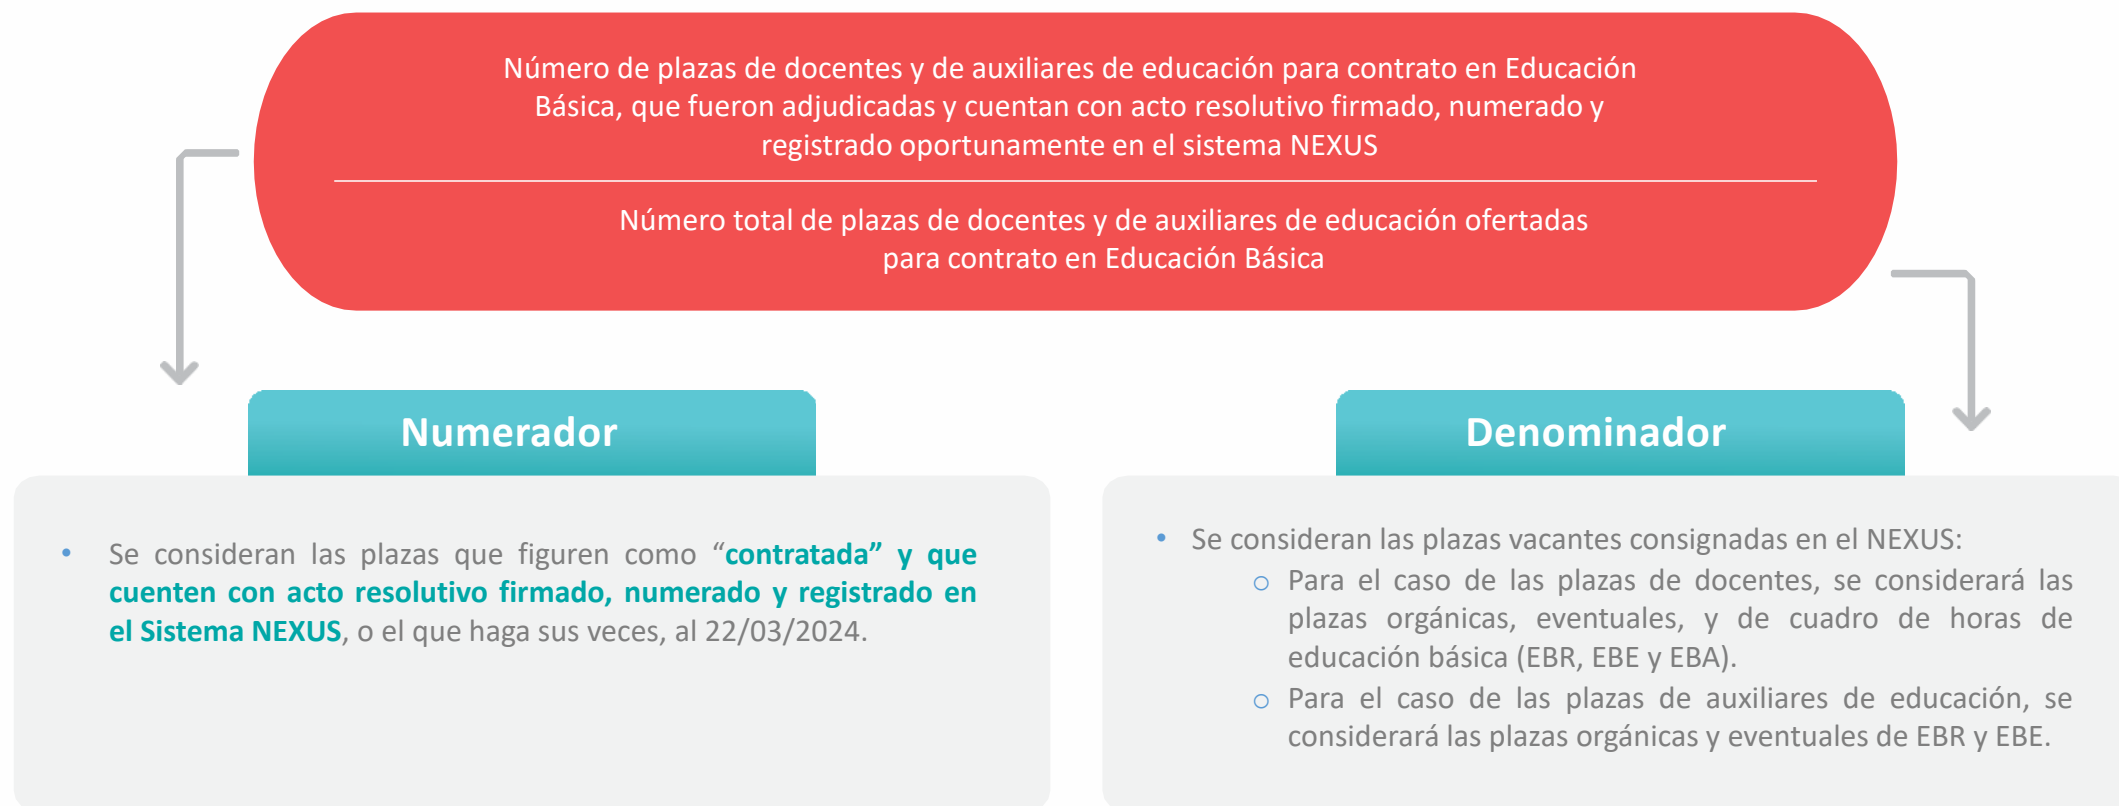 Número de plazas de docentes y de auxiliares de educación para contrato en Educación
Básica, que fueron adjudicadas y cuentan con acto resolutivo firmado, numerado y
registrado oportunamente en el sistema NEXUS
Número total de plazas de docentes y de auxiliares de educación ofertadas
para contrato en Educación Básica
Numerador
• Se consideran las plazas que figuren como “contratada” y que
cuenten con acto resolutivo firmado, numerado y registrado en
el Sistema NEXUS, o el que haga sus veces, al 22/03/2024.
Denominador
• Se consideran las plazas vacantes consignadas en el NEXUS:
o Para el caso de las plazas de docentes, se considerará las
plazas orgánicas, eventuales, y de cuadro de horas de
educación básica (EBR, EBE y EBA).
o Para el caso de las plazas de auxiliares de educación, se
considerará las plazas orgánicas y eventuales de EBR y EBE.